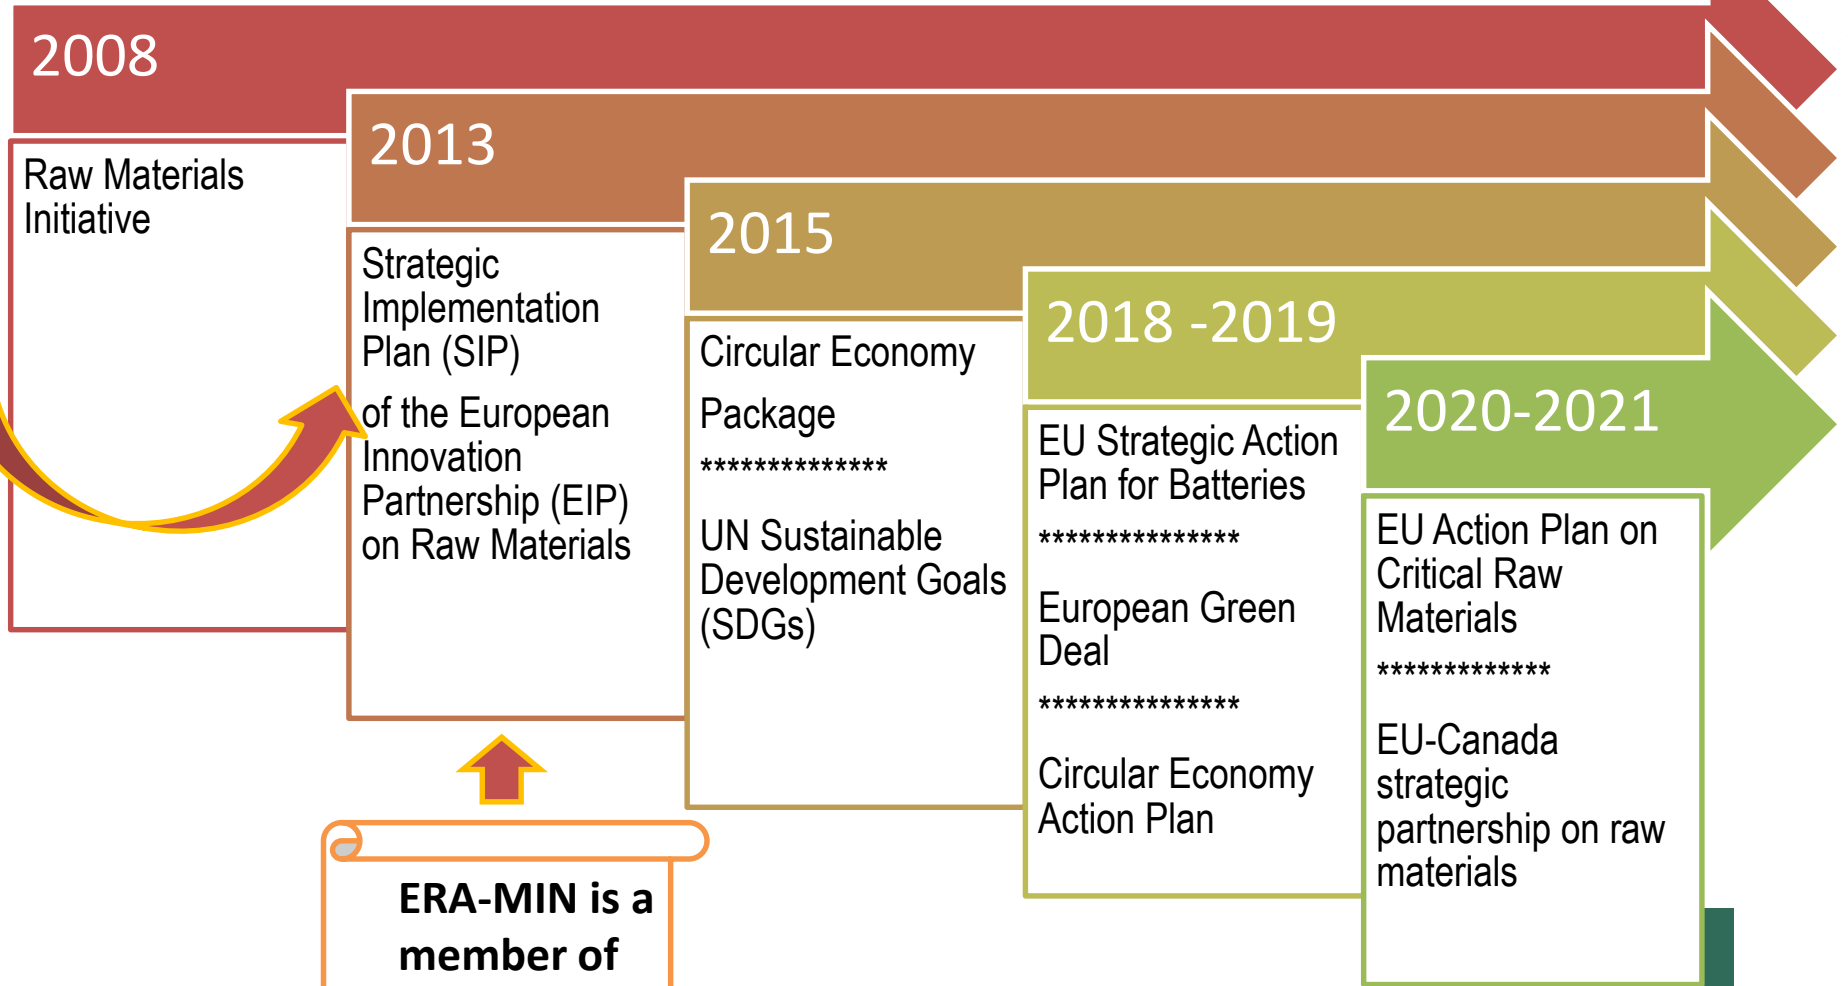 2008
Raw Materials
Initiative
2013
Strategic
Implementation
Plan (SIP)
of the European
Innovation
Partnership (EIP)
on Raw Materials
2015
Circular Economy
Package
**************
UN Sustainable
Development Goals
(SDGs)
2018 -2019
EU Strategic Action
Plan for Batteries
***************
European Green
Deal
***************
Circular Economy
Action Plan
2020-2021
EU Action Plan on
Critical Raw
Materials
*************
EU-Canada
strategic
partnership on raw
materials
ERA-MIN is a
member of